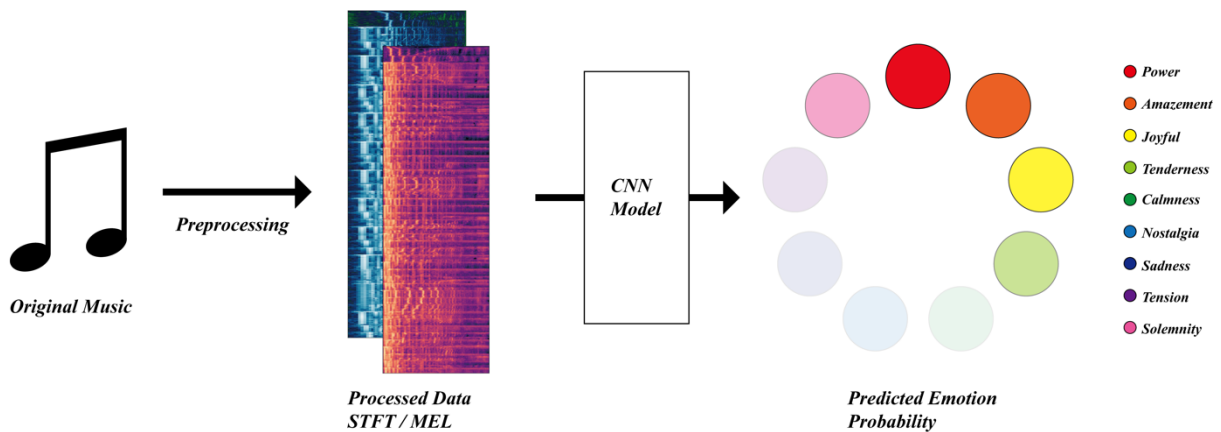 Original Music
Preprocessing
Processed Data
STFT / MEL
CNN
Model
Predicted Emotion
Probability
Power
Amazement
Joyful
Tenderness
Calmness
Nostalgia
Sadness
Tension
Solemnity